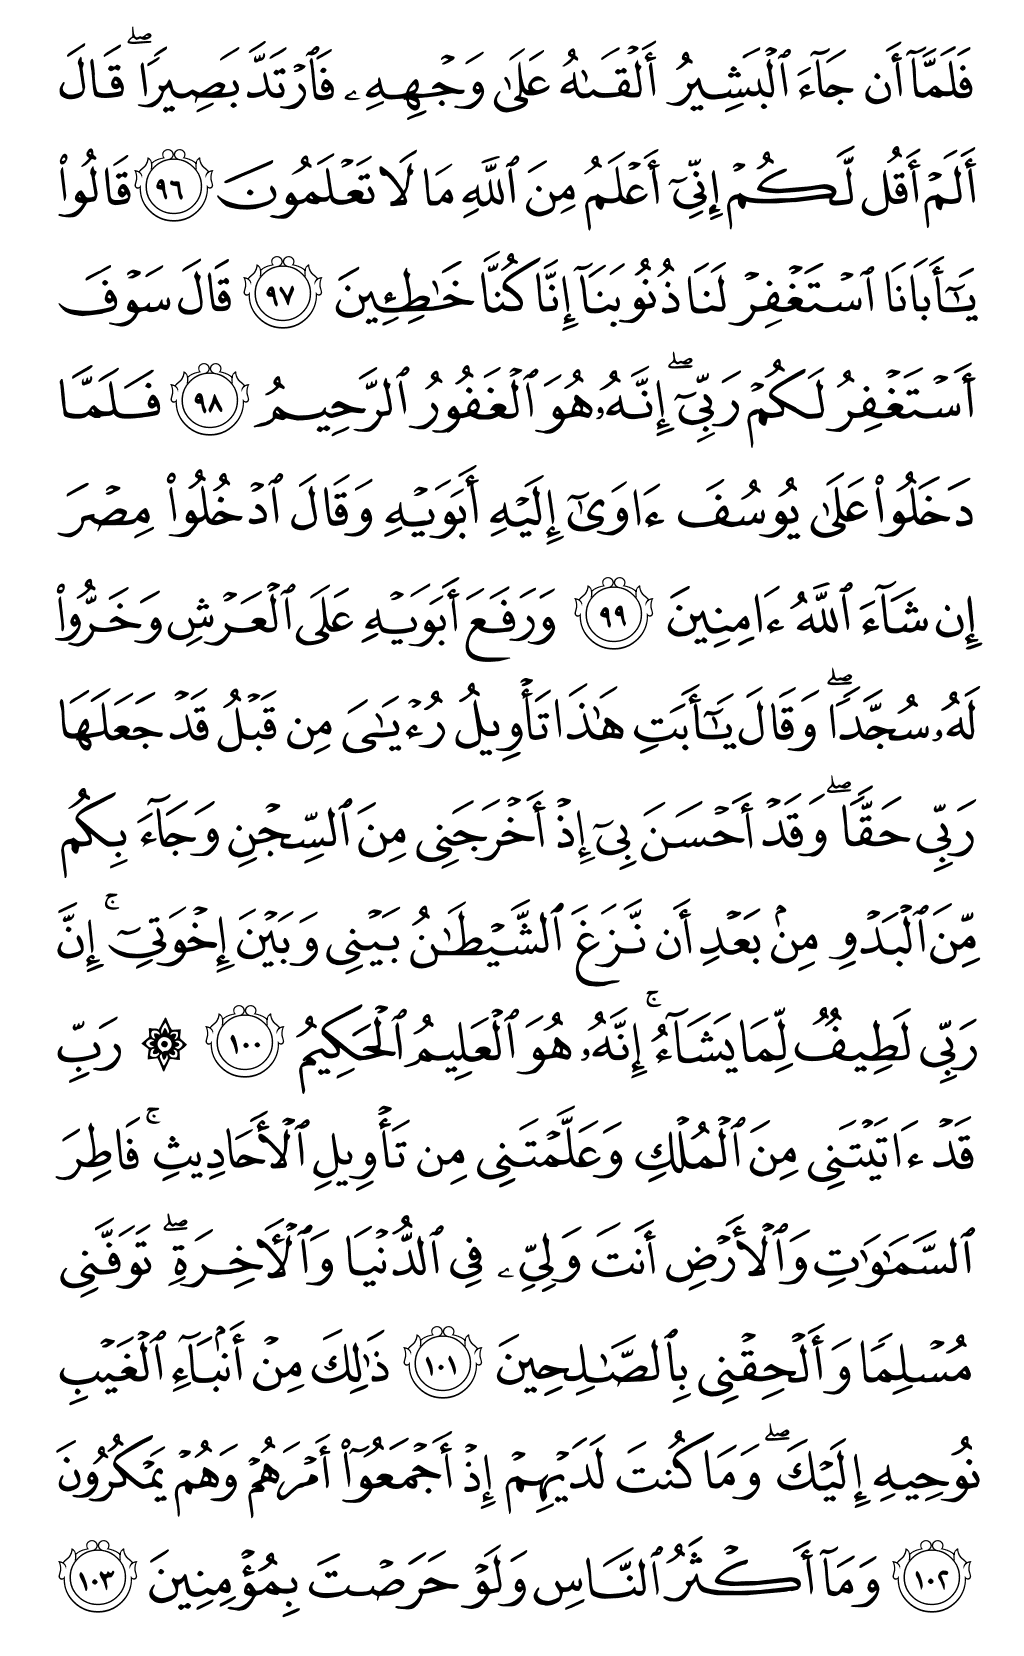 فَلَمَّآ أَن جَآءَ ٱلْبَشِيرُ أَلْقَىٰهُ عَلَىٰ وَجْهِهِۦ فَٱرْتَدَّ بَصِيرًا ۖ قَالَ
أَلَمْ أَقُل لَّكُمْ إِنِّىٓ أَعْلَمُ مِنَ ٱللَّهِ مَا لَا تَعْلَمُونَ ٩٦ قَالُوا۟
يَـٰٓأَبَانَا ٱسْتَغْفِرْ لَنَا ذُنُوبَنَآ إِنَّا كُنَّا خَـٰطِـِٔينَ ٩٧ قَالَ سَوْفَ
أَسْتَغْفِرُ لَكُمْ رَبِّىٓ ۖ إِنَّهُۥ هُوَ ٱلْغَفُورُ ٱلرَّحِيمُ ٩٨ فَلَمَّا
دَخَلُوا۟ عَلَىٰ يُوسُفَ ءَاوَىٰٓ إِلَيْهِ أَبَوَيْهِ وَقَالَ ٱدْخُلُوا۟ مِصْرَ
إِن شَآءَ ٱللَّهُ ءَامِنِينَ ٩٩ وَرَفَعَ أَبَوَيْهِ عَلَى ٱلْعَرْشِ وَخَرُّوا۟
لَهُۥ سُجَّدًا ۖ وَقَالَ يَـٰٓأَبَتِ هَـٰذَا تَأْوِيلُ رُءْيَـٰىَ مِن قَبْلُ قَدْ جَعَلَهَا
رَبِّى حَقًّا ۖ وَقَدْ أَحْسَنَ بِىٓ إِذْ أَخْرَجَنِى مِنَ ٱلسِّجْنِ وَجَآءَ بِكُم
مِّنَ ٱلْبَدْوِ مِنۢ بَعْدِ أَن نَّزَغَ ٱلشَّيْطَـٰنُ بَيْنِى وَبَيْنَ إِخْوَتِىٓ ۚ إِنَّ
رَبِّى لَطِيفٌ لِّمَا يَشَآءُ ۚ إِنَّهُۥ هُوَ ٱلْعَلِيمُ ٱلْحَكِيمُ ١٠٠ ۞ رَبِّ
قَدْ ءَاتَيْتَنِى مِنَ ٱلْمُلْكِ وَعَلَّمْتَنِى مِن تَأْوِيلِ ٱلْأَحَادِيثِ ۚ فَاطِرَ
ٱلسَّمَـٰوَٰتِ وَٱلْأَرْضِ أَنتَ وَلِىِّۦ فِى ٱلدُّنْيَا وَٱلْـَٔاخِرَةِ ۖ تَوَفَّنِى
مُسْلِمًا وَأَلْحِقْنِى بِٱلصَّـٰلِحِينَ ١٠١ ذَٰلِكَ مِنْ أَنۢبَآءِ ٱلْغَيْبِ
نُوحِيهِ إِلَيْكَ ۖ وَمَا كُنتَ لَدَيْهِمْ إِذْ أَجْمَعُوٓا۟ أَمْرَهُمْ وَهُمْ يَمْكُرُونَ
١٠٢ وَمَآ أَكْثَرُ ٱلنَّاسِ وَلَوْ حَرَصْتَ بِمُؤْمِنِينَ ١٠٣